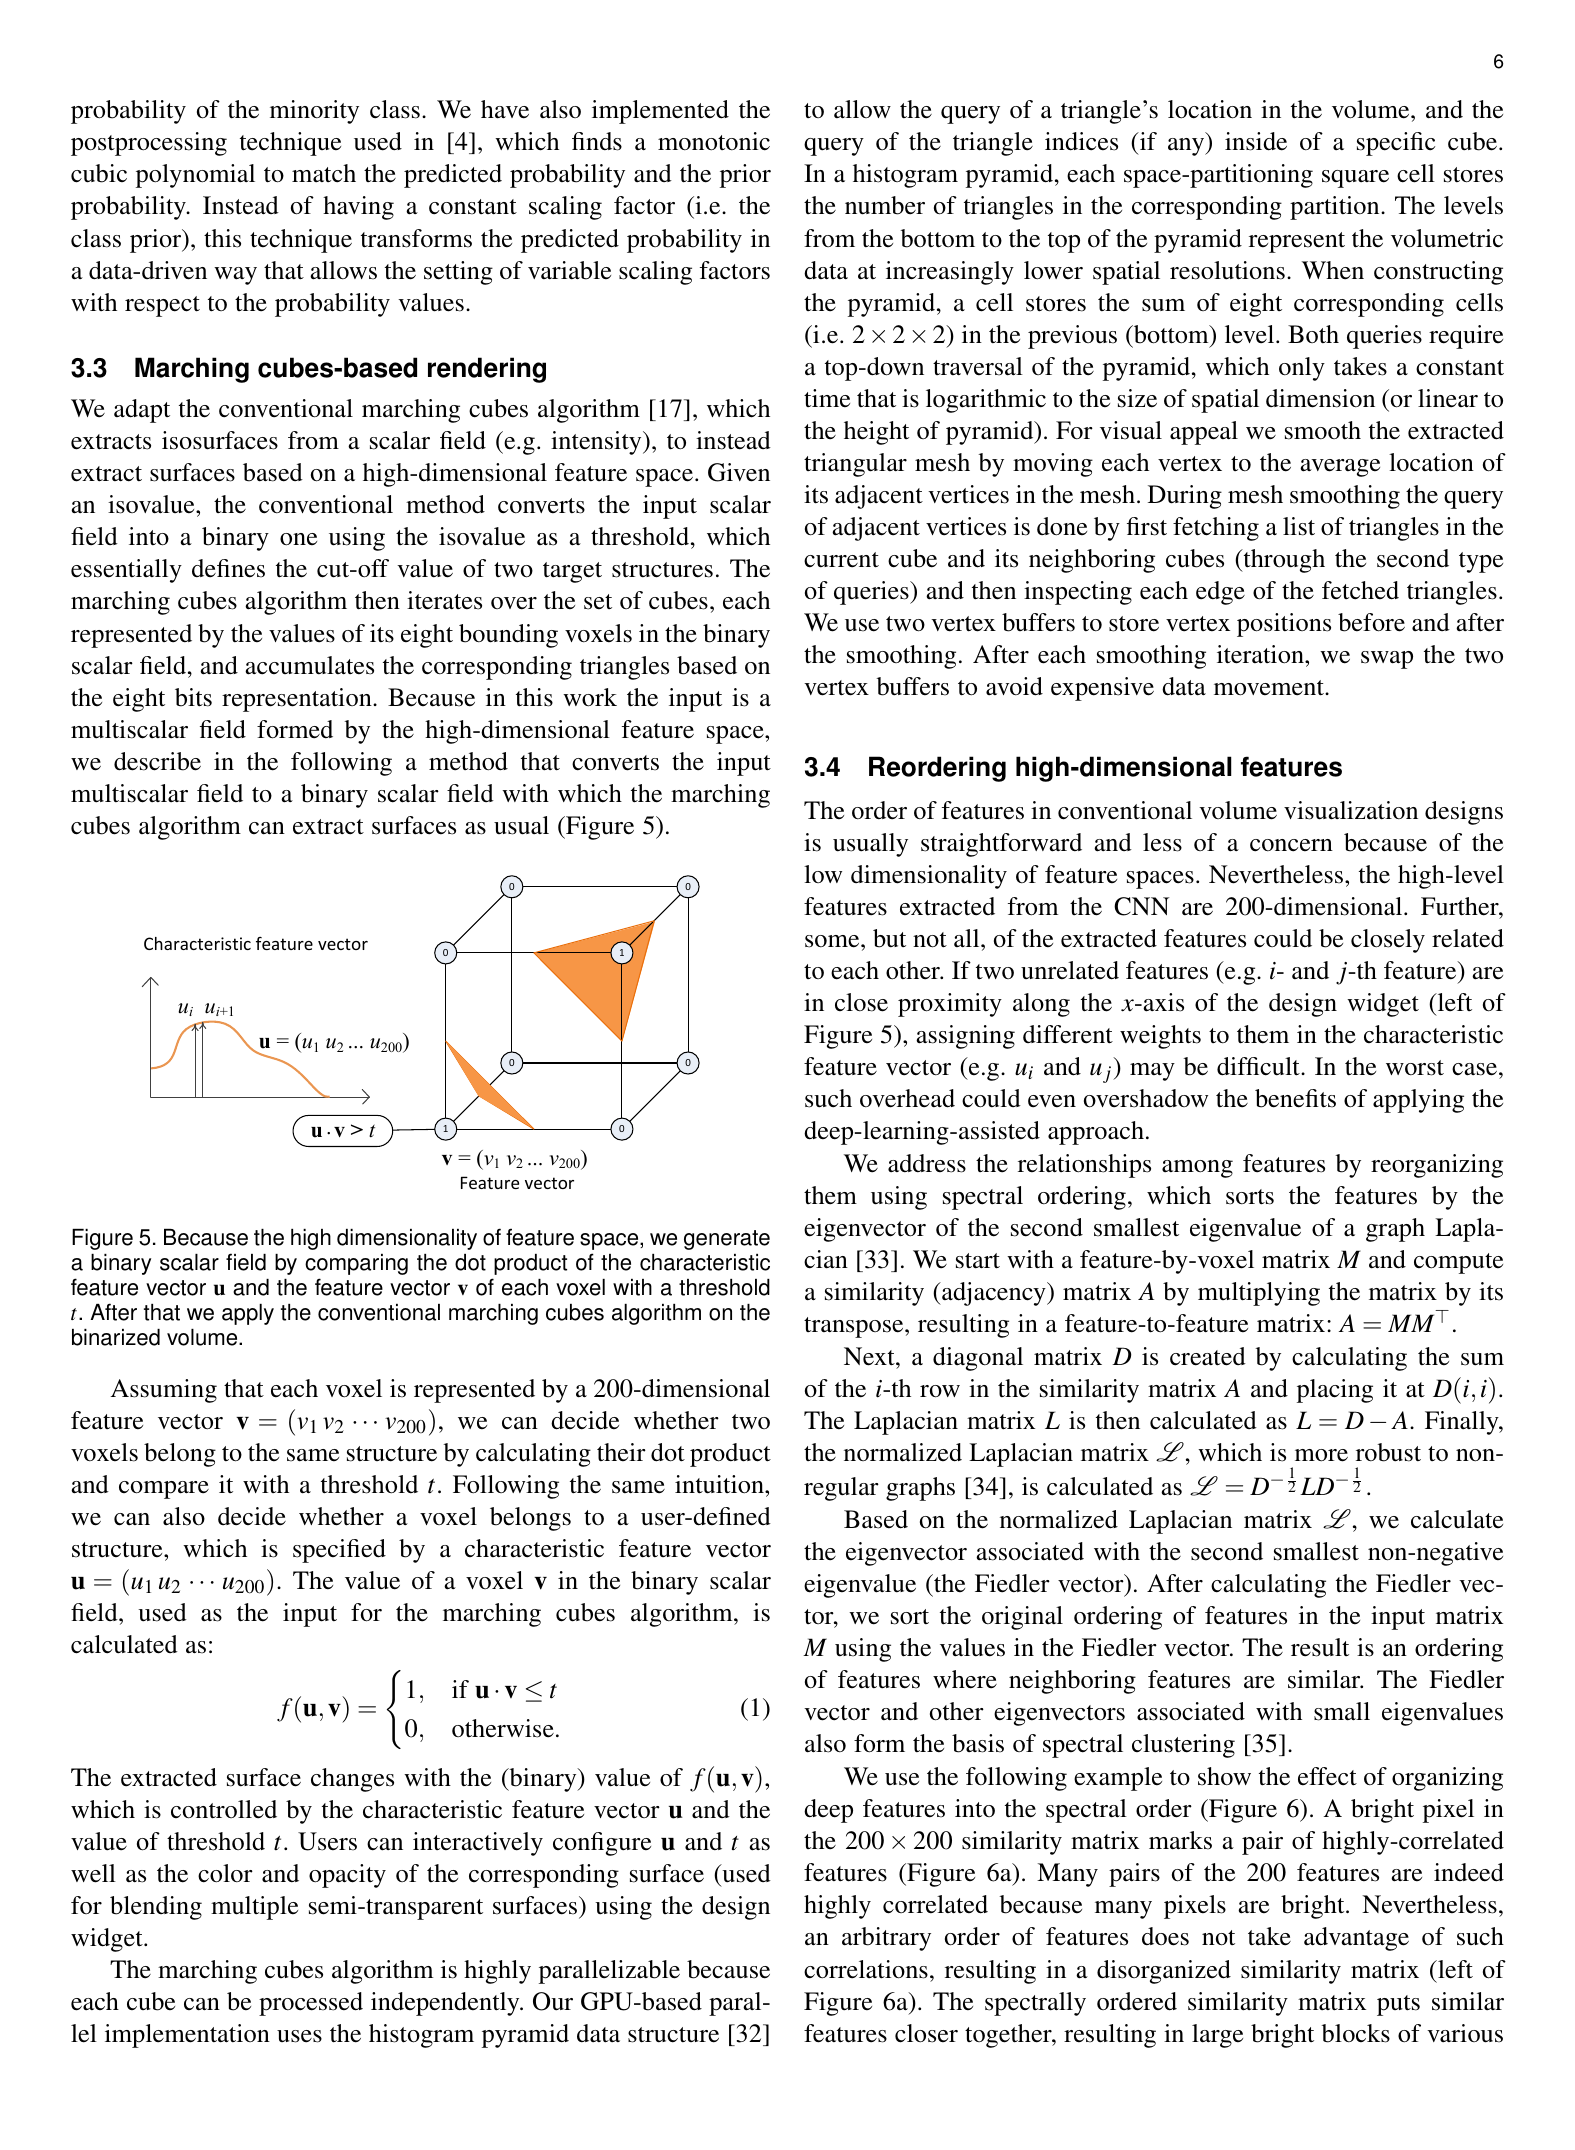 6
probability of the minority class. We have also implemented the
postprocessing technique used in [4], which finds a monotonic
cubic polynomial to match the predicted probability and the prior
probability. Instead of having a constant scaling factor (i.e. the
class prior), this technique transforms the predicted probability in
a data-driven way that allows the setting of variable scaling factors
with respect to the probability values.
3.3 Marching cubes-based rendering
We adapt the conventional marching cubes algorithm [17], which
extracts isosurfaces from a scalar field (e.g. intensity), to instead
extract surfaces based on a high-dimensional feature space. Given
an isovalue, the conventional method converts the input scalar
field into a binary one using the isovalue as a threshold, which
essentially defines the cut-off value of two target structures. The
marching cubes algorithm then iterates over the set of cubes, each
represented by the values of its eight bounding voxels in the binary
scalar field, and accumulates the corresponding triangles based on
the eight bits representation. Because in this work the input is a
multiscalar field formed by the high-dimensional feature space,
we describe in the following a method that converts the input
multiscalar field to a binary scalar field with which the marching
cubes algorithm can extract surfaces as usual (Figure 5).
0 0
Characteristic feature vector
0 1
u_i u_{i+1}
u = (u_1 u_2 ... u_200)
0 0
u · v > t
1 0
v = (v_1 v_2 ... v_200)
Feature vector
Figure 5. Because the high dimensionality of feature space, we generate
a binary scalar field by comparing the dot product of the characteristic
feature vector u and the feature vector v of each voxel with a threshold
t. After that we apply the conventional marching cubes algorithm on the
binarized volume.
Assuming that each voxel is represented by a 200-dimensional
feature vector v = (v_1 v_2 ··· v_200), we can decide whether two
voxels belong to the same structure by calculating their dot product
and compare it with a threshold t. Following the same intuition,
we can also decide whether a voxel belongs to a user-defined
structure, which is specified by a characteristic feature vector
u = (u_1 u_2 ··· u_200). The value of a voxel v in the binary scalar
field, used as the input for the marching cubes algorithm, is
calculated as:
f(u,v) = { 1, if u · v ≤ t
0, otherwise. (1)
The extracted surface changes with the (binary) value of f(u,v),
which is controlled by the characteristic feature vector u and the
value of threshold t. Users can interactively configure u and t as
well as the color and opacity of the corresponding surface (used
for blending multiple semi-transparent surfaces) using the design
widget.
The marching cubes algorithm is highly parallelizable because
each cube can be processed independently. Our GPU-based paral-
lel implementation uses the histogram pyramid data structure [32]
to allow the query of a triangle's location in the volume, and the
query of the triangle indices (if any) inside of a specific cube.
In a histogram pyramid, each space-partitioning square cell stores
the number of triangles in the corresponding partition. The levels
from the bottom to the top of the pyramid represent the volumetric
data at increasingly lower spatial resolutions. When constructing
the pyramid, a cell stores the sum of eight corresponding cells
(i.e. 2 × 2 × 2) in the previous (bottom) level. Both queries require
a top-down traversal of the pyramid, which only takes a constant
time that is logarithmic to the size of spatial dimension (or linear to
the height of pyramid). For visual appeal we smooth the extracted
triangular mesh by moving each vertex to the average location of
its adjacent vertices in the mesh. During mesh smoothing the query
of adjacent vertices is done by first fetching a list of triangles in the
current cube and its neighboring cubes (through the second type
of queries) and then inspecting each edge of the fetched triangles.
We use two vertex buffers to store vertex positions before and after
the smoothing. After each smoothing iteration, we swap the two
vertex buffers to avoid expensive data movement.
3.4 Reordering high-dimensional features
The order of features in conventional volume visualization designs
is usually straightforward and less of a concern because of the
low dimensionality of feature spaces. Nevertheless, the high-level
features extracted from the CNN are 200-dimensional. Further,
some, but not all, of the extracted features could be closely related
to each other. If two unrelated features (e.g. i- and j-th feature) are
in close proximity along the x-axis of the design widget (left of
Figure 5), assigning different weights to them in the characteristic
feature vector (e.g. u_i and u_j) may be difficult. In the worst case,
such overhead could even overshadow the benefits of applying the
deep-learning-assisted approach.
We address the relationships among features by reorganizing
them using spectral ordering, which sorts the features by the
eigenvector of the second smallest eigenvalue of a graph Lapla-
cian [33]. We start with a feature-by-voxel matrix M and compute
a similarity (adjacency) matrix A by multiplying the matrix by its
transpose, resulting in a feature-to-feature matrix: A = MM^⊤.
Next, a diagonal matrix D is created by calculating the sum
of the i-th row in the similarity matrix A and placing it at D(i,i).
The Laplacian matrix L is then calculated as L = D − A. Finally,
the normalized Laplacian matrix ℒ, which is more robust to non-
regular graphs [34], is calculated as ℒ = D^{−1/2} L D^{−1/2}.
Based on the normalized Laplacian matrix ℒ, we calculate
the eigenvector associated with the second smallest non-negative
eigenvalue (the Fiedler vector). After calculating the Fiedler vec-
tor, we sort the original ordering of features in the input matrix
M using the values in the Fiedler vector. The result is an ordering
of features where neighboring features are similar. The Fiedler
vector and other eigenvectors associated with small eigenvalues
also form the basis of spectral clustering [35].
We use the following example to show the effect of organizing
deep features into the spectral order (Figure 6). A bright pixel in
the 200 × 200 similarity matrix marks a pair of highly-correlated
features (Figure 6a). Many pairs of the 200 features are indeed
highly correlated because many pixels are bright. Nevertheless,
an arbitrary order of features does not take advantage of such
correlations, resulting in a disorganized similarity matrix (left of
Figure 6a). The spectrally ordered similarity matrix puts similar
features closer together, resulting in large bright blocks of various